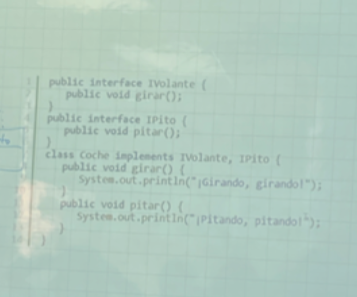 public interface IVolante {
public void girar();
}
public interface IPito {
public void pitar();
}
class Coche implements IVolante, IPito {
public void girar() {
System.out.println("¡Girando, girando!");
}
public void pitar() {
System.out.println("¡Pitando, pitando!");
}
}